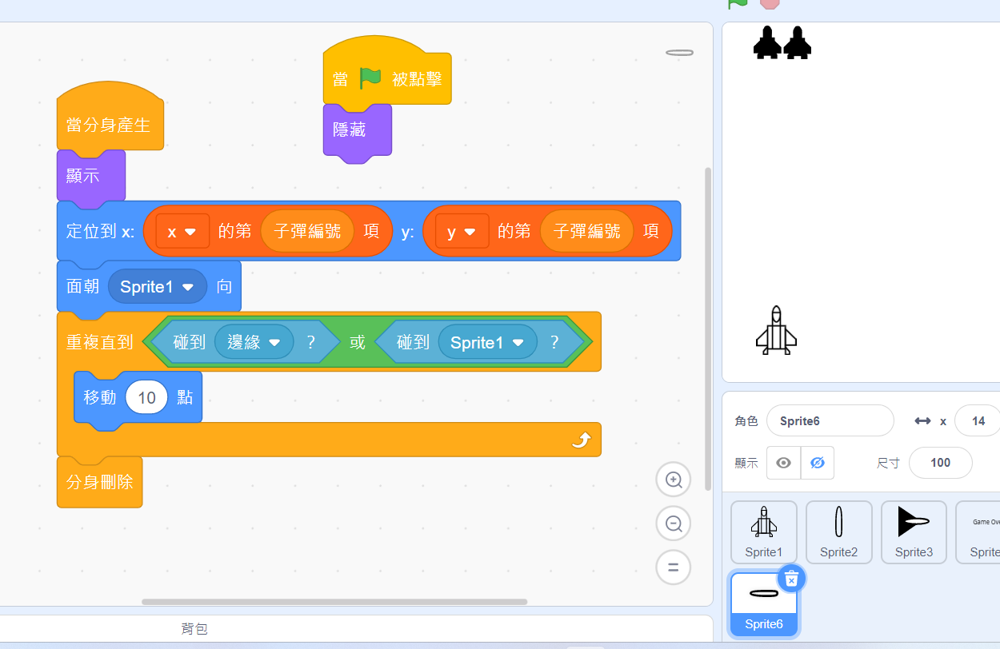 當 被點擊
隱藏
當分身產生
顯示
定位到 x: x 的第 子彈編號 項 y: y 的第 子彈編號 項
面朝 Sprite1 向
重複直到 碰到 邊緣 ? 或 碰到 Sprite1 ?
移動 10 點
分身刪除
背包
角色 Sprite6 x 14
顯示 尺寸 100
Game Ove
Sprite1 Sprite2 Sprite3 Sprite
Sprite6